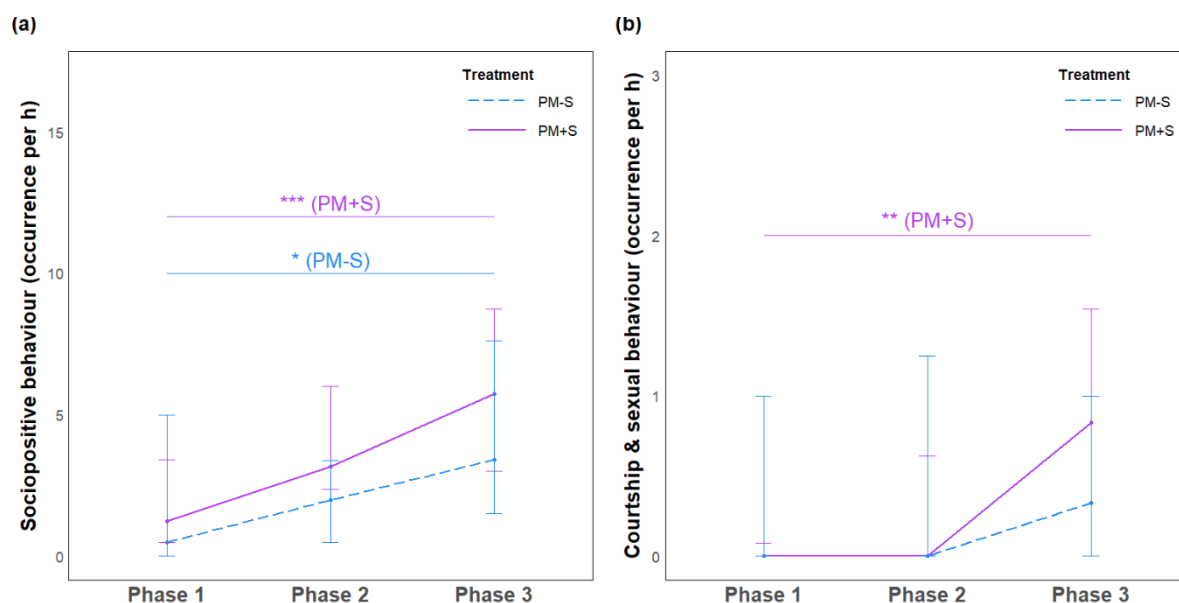 (a)
Sociopositive behaviour (occurrence per h)
15
10
5
0
Treatment
PM-S
PM+S
*** (PM+S)
* (PM-S)
Phase 1 Phase 2 Phase 3
(b)
Courtship & sexual behaviour (occurrence per h)
3
2
1
0
Treatment
PM-S
PM+S
** (PM+S)
Phase 1 Phase 2 Phase 3